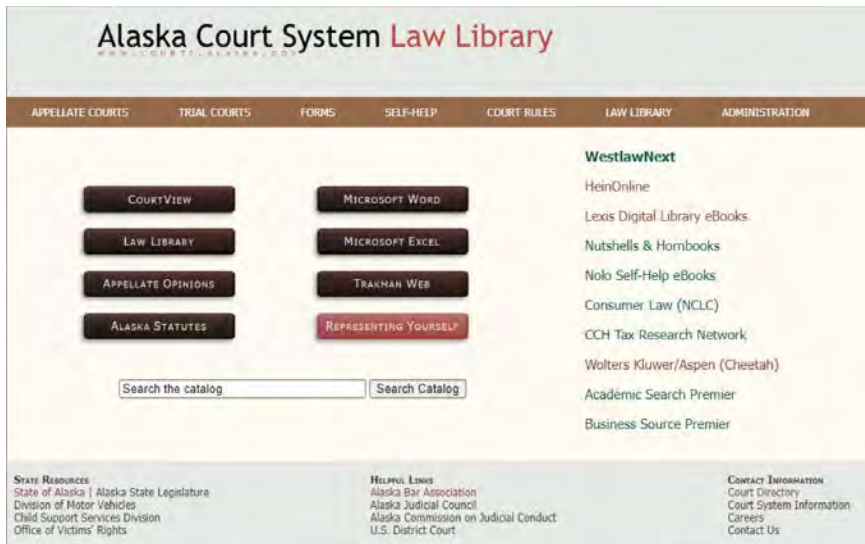 Alaska Court System Law Library
WWW.COURTS.ALASKA.GOV
APPELLATE COURTS TRIAL COURTS FORMS SELF-HELP COURT RULES LAW LIBRARY ADMINISTRATION
COURTVIEW
LAW LIBRARY
APPELLATE OPINIONS
ALASKA STATUTES
MICROSOFT WORD
MICROSOFT EXCEL
TRAKMAN WEB
REPRESENTING YOURSELF
Search the catalog Search Catalog
WestlawNext
HeinOnline
Lexis Digital Library eBooks
Nutshells & Hornbooks
Nolo Self-Help eBooks
Consumer Law (NCLC)
CCH Tax Research Network
Wolters Kluwer/Aspen (Cheetah)
Academic Search Premier
Business Source Premier
STATE RESOURCES
State of Alaska | Alaska State Legislature
Division of Motor Vehicles
Child Support Services Division
Office of Victims' Rights
HELPFUL LINKS
Alaska Bar Association
Alaska Judicial Council
Alaska Commission on Judicial Conduct
U.S. District Court
CONTACT INFORMATION
Court Directory
Court System Information
Careers
Contact Us